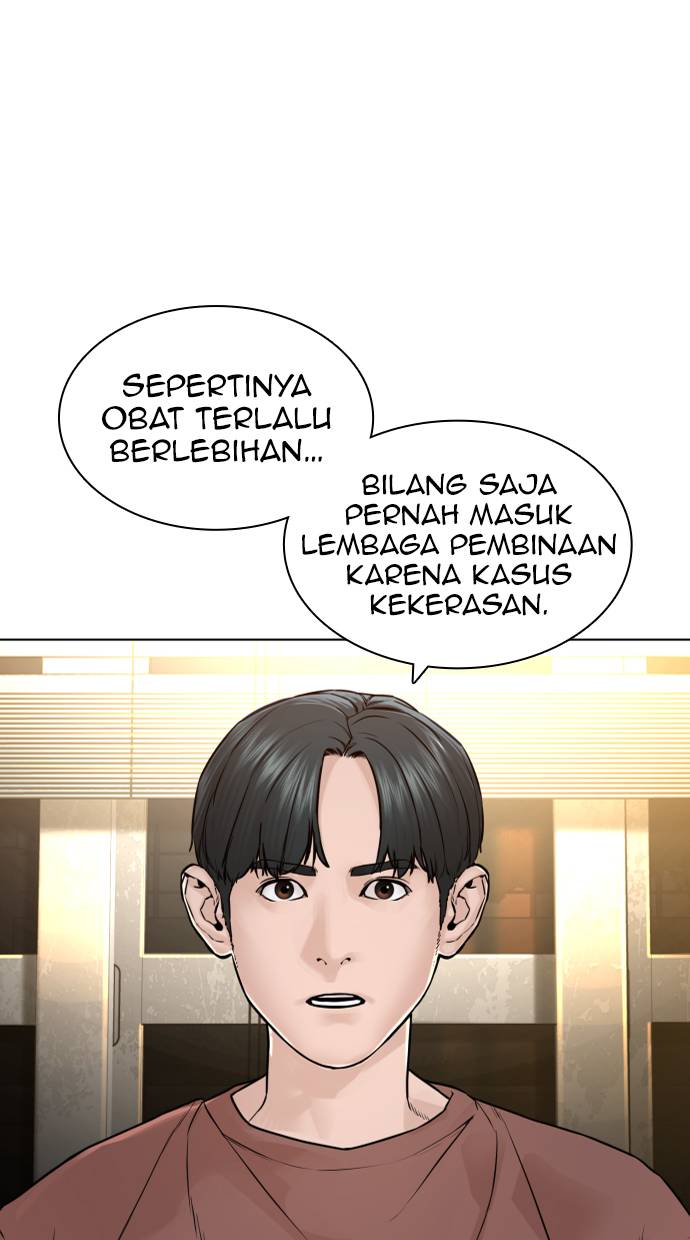 SEPERTINYA
OBAT TERLALU
BERLEBIHAN...
BILANG SAJA
PERNAH MASUK
LEMBAGA PEMBINAAN
KARENA KASUS
KEKERASAN.